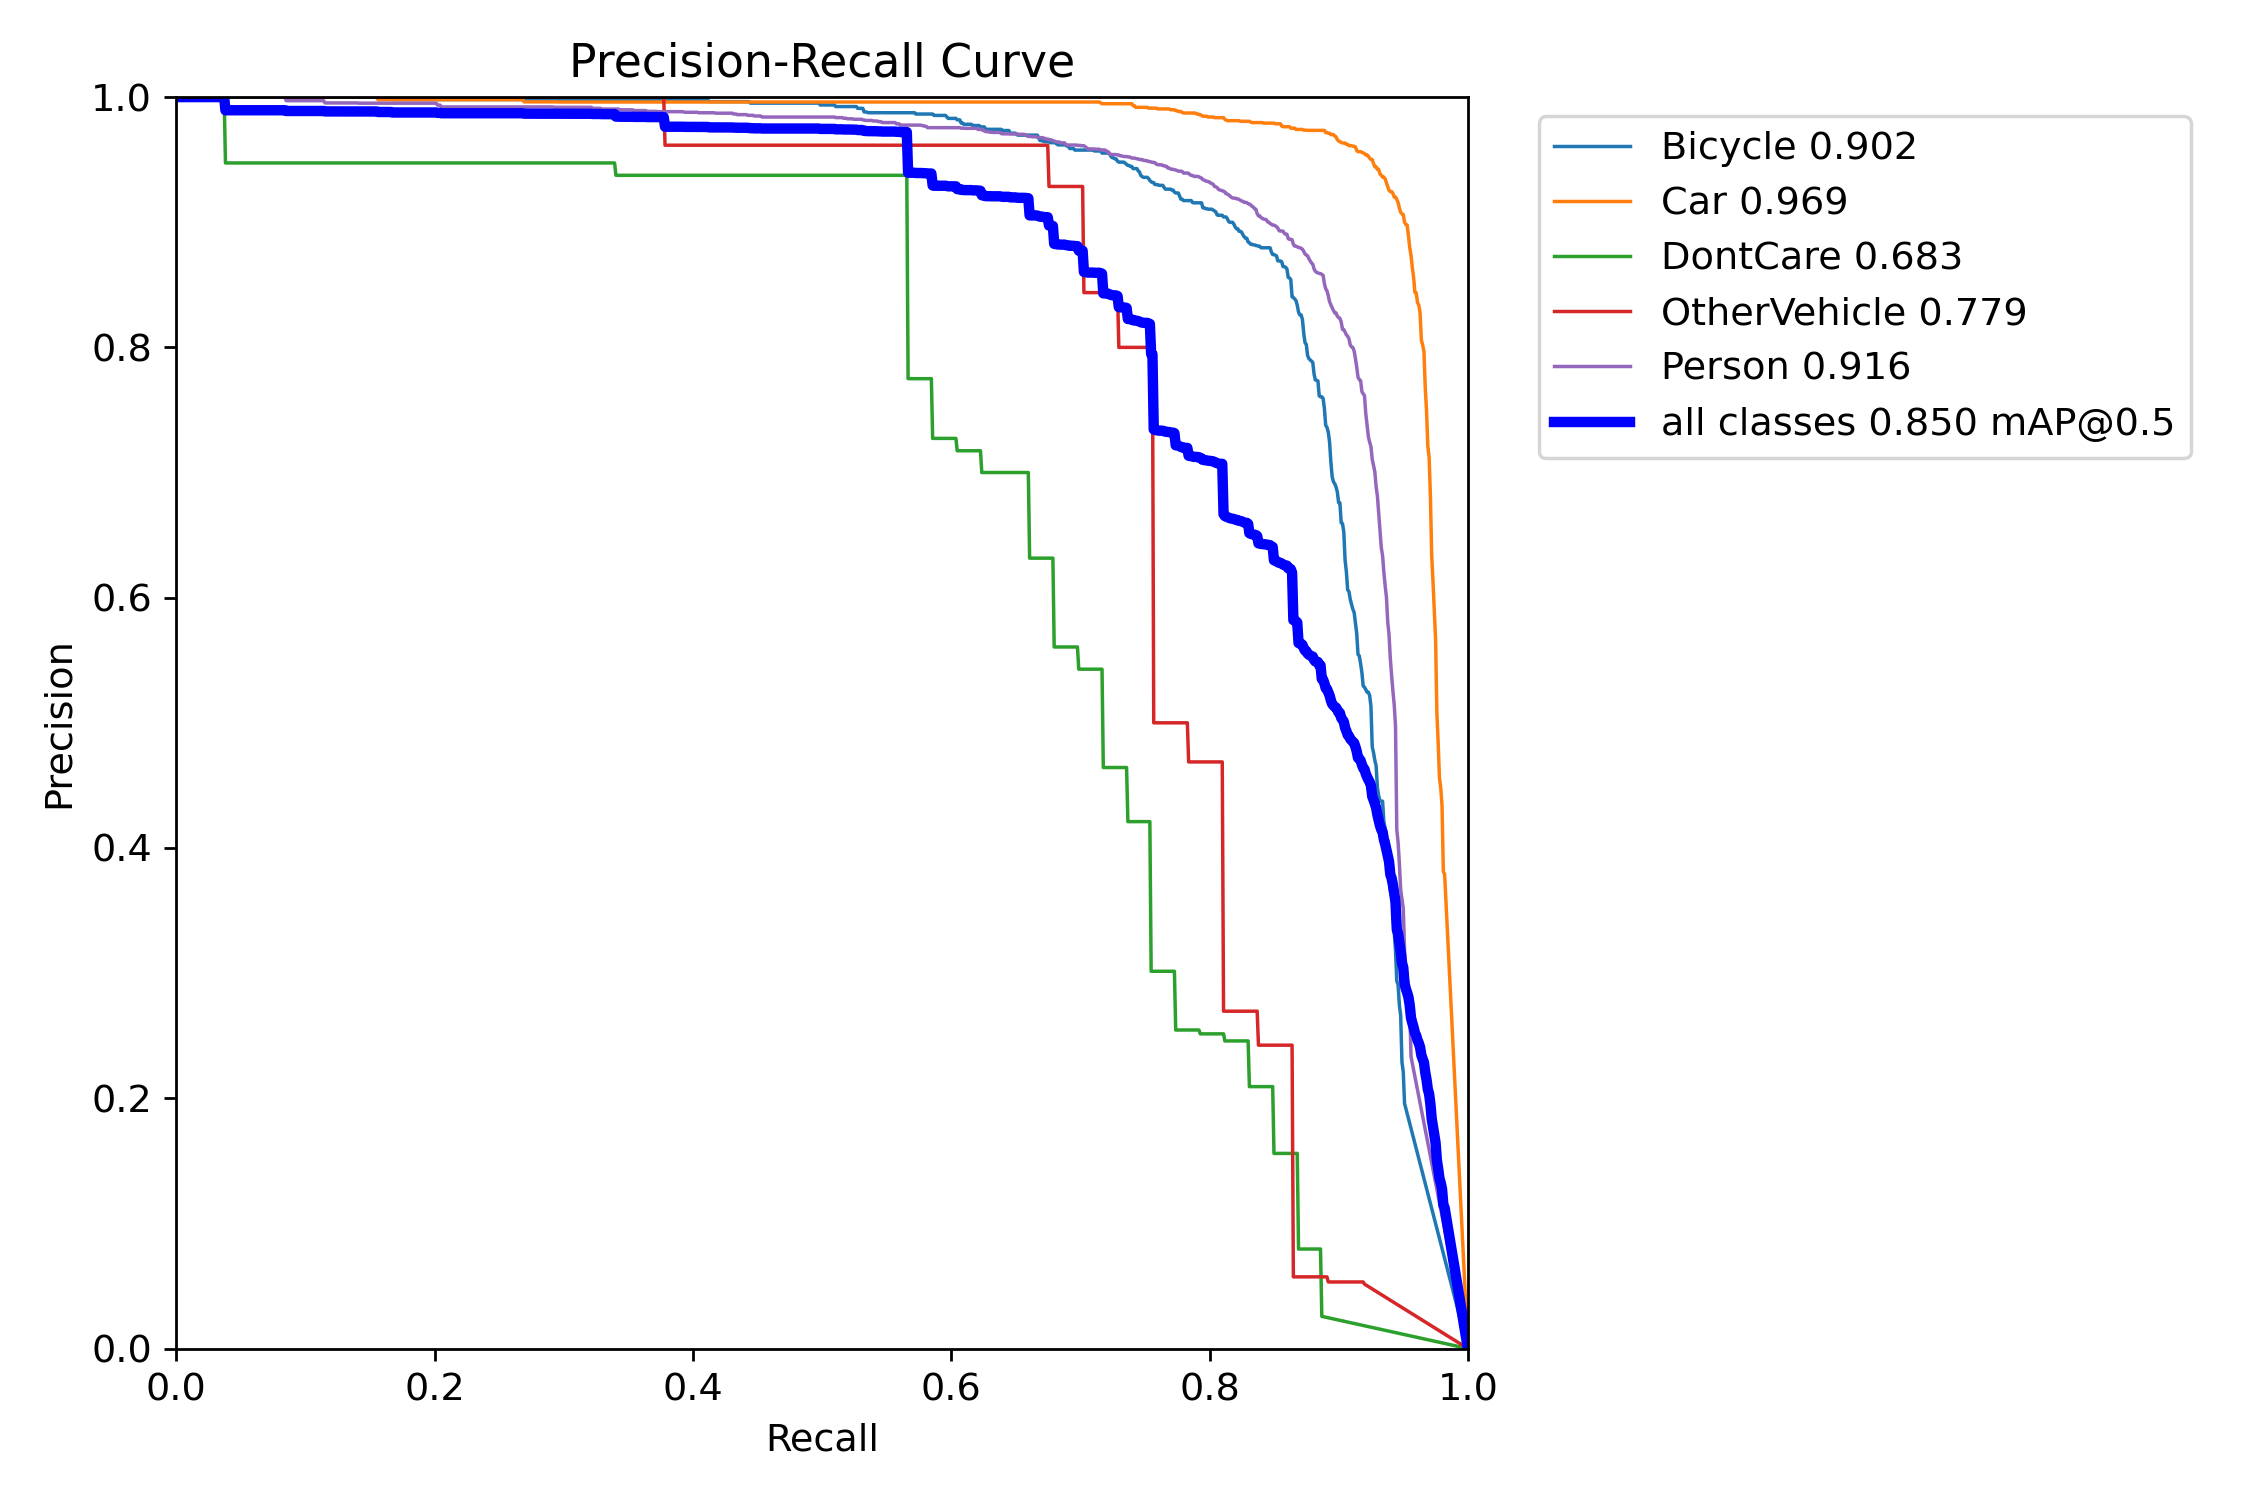 Precision-Recall Curve
1.0
0.8
0.6
0.4
0.2
0.0
Precision
0.0 0.2 0.4 0.6 0.8 1.0
Recall
Bicycle 0.902
Car 0.969
DontCare 0.683
OtherVehicle 0.779
Person 0.916
all classes 0.850 mAP@0.5